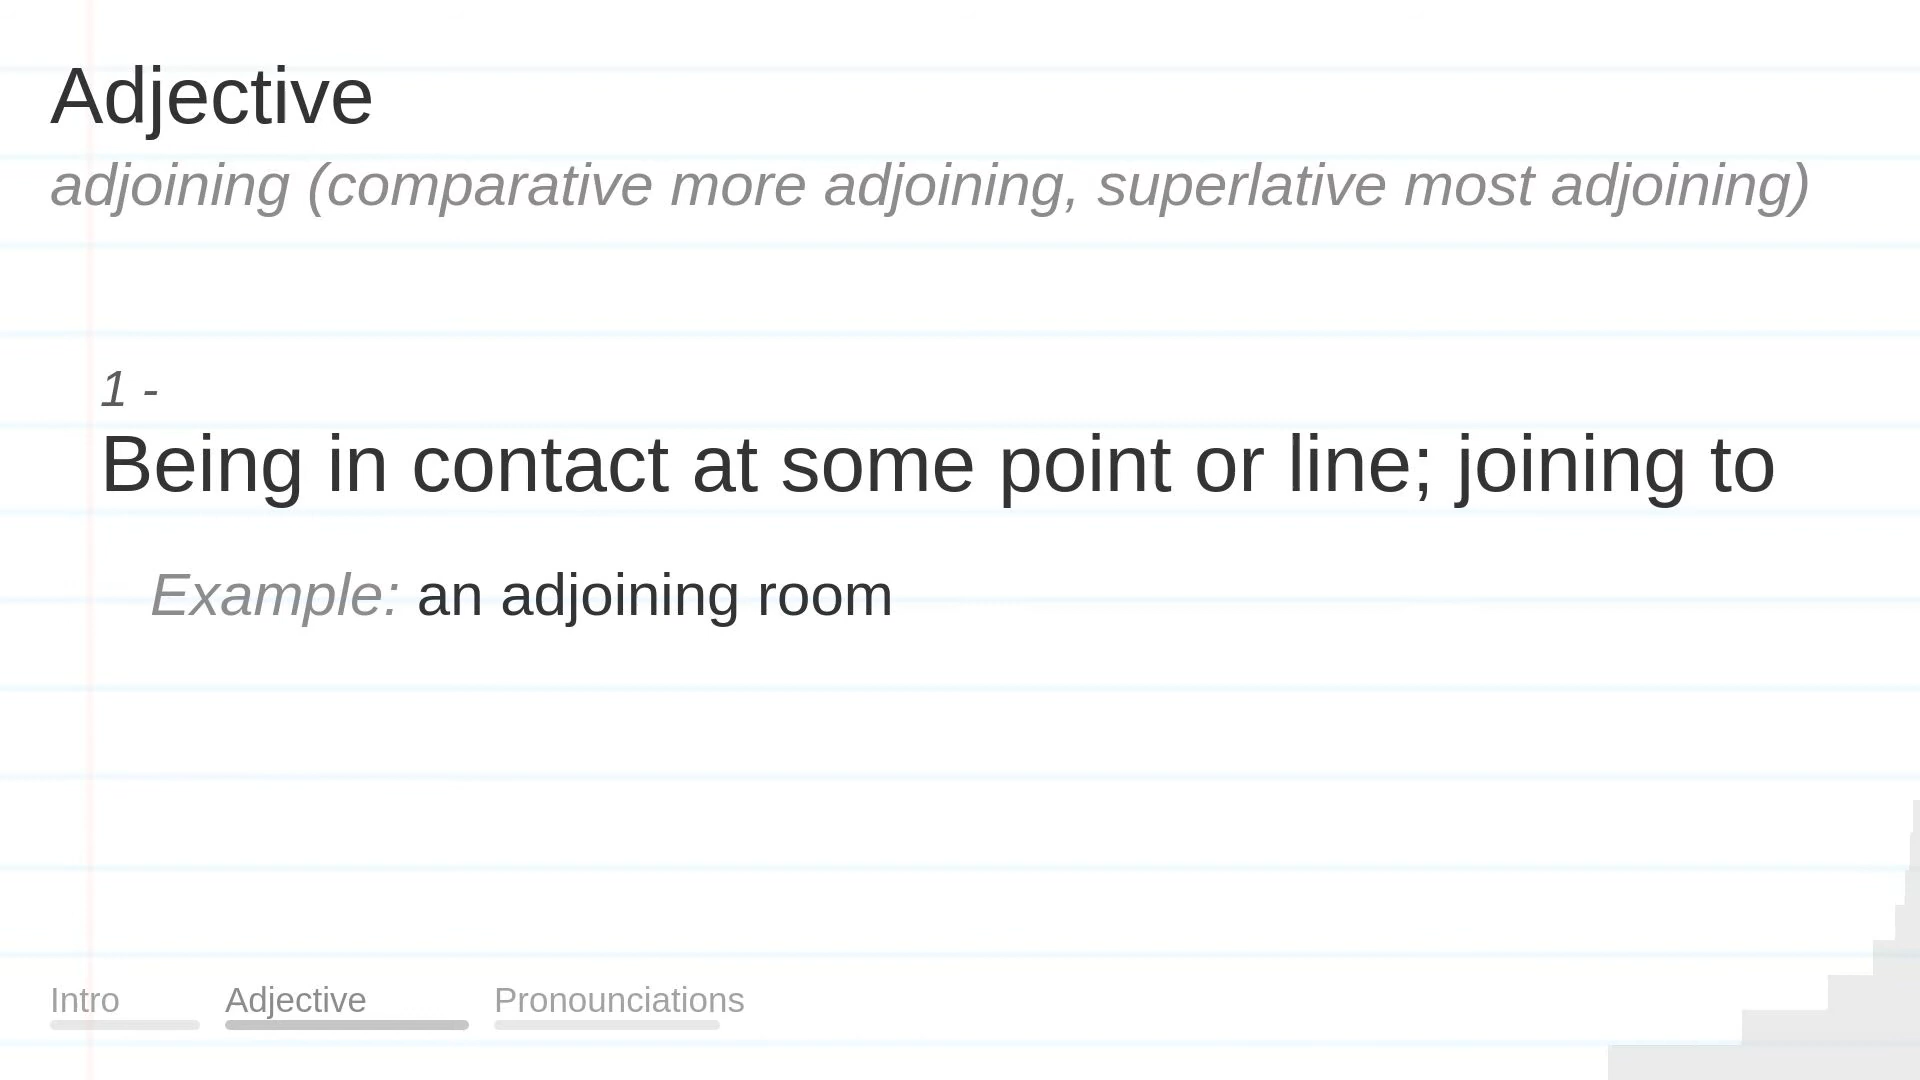 Adjective
adjoining (comparative more adjoining, superlative most adjoining)
1 -
Being in contact at some point or line; joining to
Example: an adjoining room
Intro Adjective Pronounciations